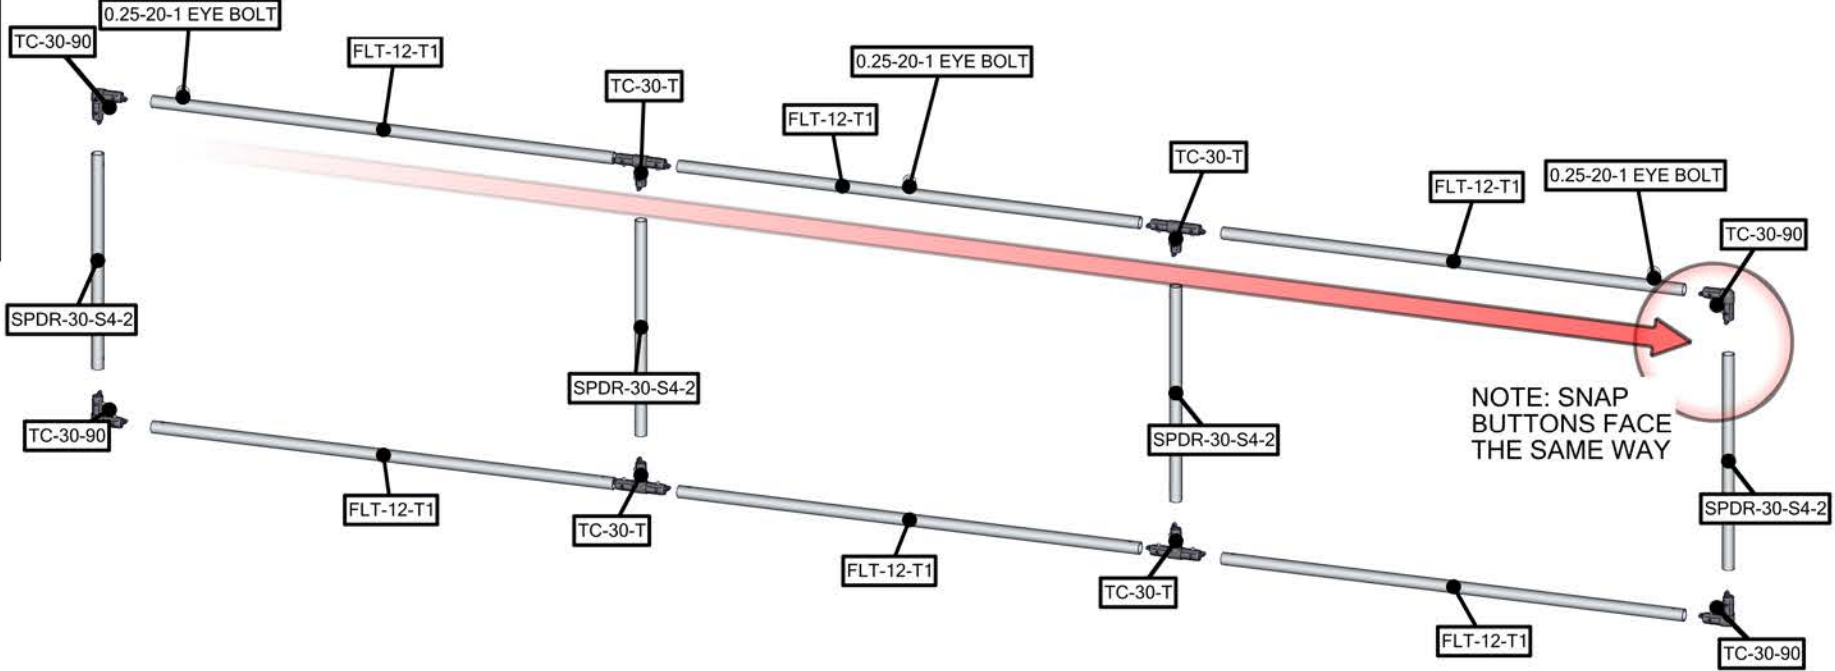 0.25-20-1 EYE BOLT
TC-30-90
FLT-12-T1
0.25-20-1 EYE BOLT
TC-30-T
FLT-12-T1
TC-30-T
FLT-12-T1
0.25-20-1 EYE BOLT
TC-30-90
SPDR-30-S4-2
SPDR-30-S4-2
SPDR-30-S4-2
NOTE: SNAP
BUTTONS FACE
THE SAME WAY
SPDR-30-S4-2
TC-30-90
FLT-12-T1
TC-30-T
FLT-12-T1
TC-30-T
FLT-12-T1
TC-30-90